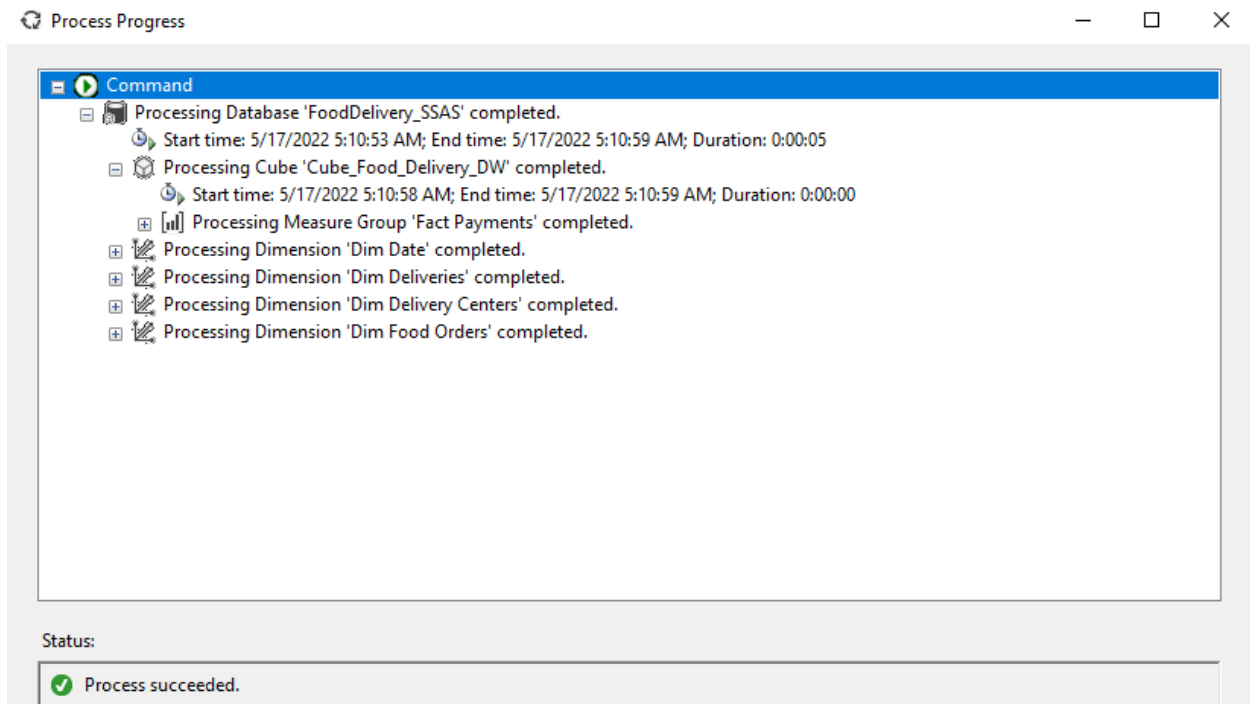 Process Progress
Command
Processing Database 'FoodDelivery_SSAS' completed.
Start time: 5/17/2022 5:10:53 AM; End time: 5/17/2022 5:10:59 AM; Duration: 0:00:05
Processing Cube 'Cube_Food_Delivery_DW' completed.
Start time: 5/17/2022 5:10:58 AM; End time: 5/17/2022 5:10:59 AM; Duration: 0:00:00
Processing Measure Group 'Fact Payments' completed.
Processing Dimension 'Dim Date' completed.
Processing Dimension 'Dim Deliveries' completed.
Processing Dimension 'Dim Delivery Centers' completed.
Processing Dimension 'Dim Food Orders' completed.
Status:
Process succeeded.